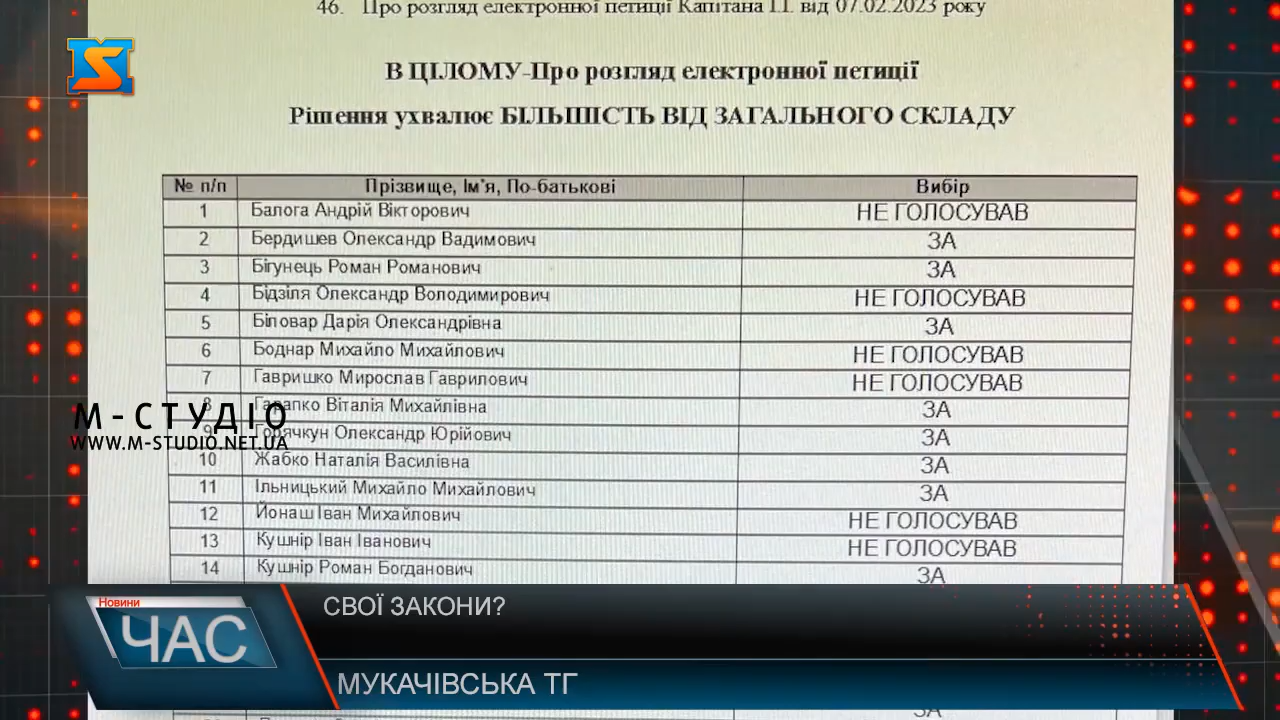 46. Про розгляд електронної петиції Капітана І.І. від 07.02.2023 року
В ЦІЛОМУ-Про розгляд електронної петиції
Рішення ухвалює БІЛЬШІСТЬ ВІД ЗАГАЛЬНОГО СКЛАДУ
№ п/п Прізвище, Ім'я, По-батькові Вибір
1 Балога Андрій Вікторович НЕ ГОЛОСУВАВ
2 Бердишев Олександр Вадимович ЗА
3 Бігунець Роман Романович ЗА
4 Бідзіля Олександр Володимирович НЕ ГОЛОСУВАВ
5 Біловар Дарія Олександрівна ЗА
6 Боднар Михайло Михайлович НЕ ГОЛОСУВАВ
7 Гавришко Мирослав Гаврилович НЕ ГОЛОСУВАВ
8 Гарапко Віталія Михайлівна ЗА
9 Горячкун Олександр Юрійович ЗА
10 Жабко Наталія Василівна ЗА
11 Ільницький Михайло Михайлович ЗА
12 Йонаш Іван Михайлович НЕ ГОЛОСУВАВ
13 Кушнір Іван Іванович НЕ ГОЛОСУВАВ
14 Кушнір Роман Богданович ЗА
М-СТУДІО
WWW.M-STUDIO.NET.UA
Новини
ЧАС
СВОЇ ЗАКОНИ?
МУКАЧІВСЬКА ТГ
ЗА